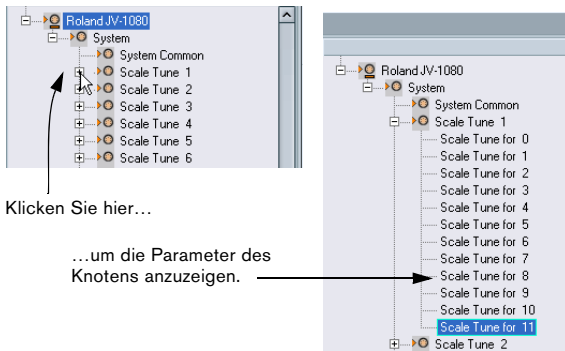 Roland JV-1080
System
System Common
Scale Tune 1
Scale Tune 2
Scale Tune 3
Scale Tune 4
Scale Tune 5
Scale Tune 6
Klicken Sie hier...
...um die Parameter des
Knotens anzuzeigen.
Roland JV-1080
System
System Common
Scale Tune 1
Scale Tune for 0
Scale Tune for 1
Scale Tune for 2
Scale Tune for 3
Scale Tune for 4
Scale Tune for 5
Scale Tune for 6
Scale Tune for 7
Scale Tune for 8
Scale Tune for 9
Scale Tune for 10
Scale Tune for 11
Scale Tune 2